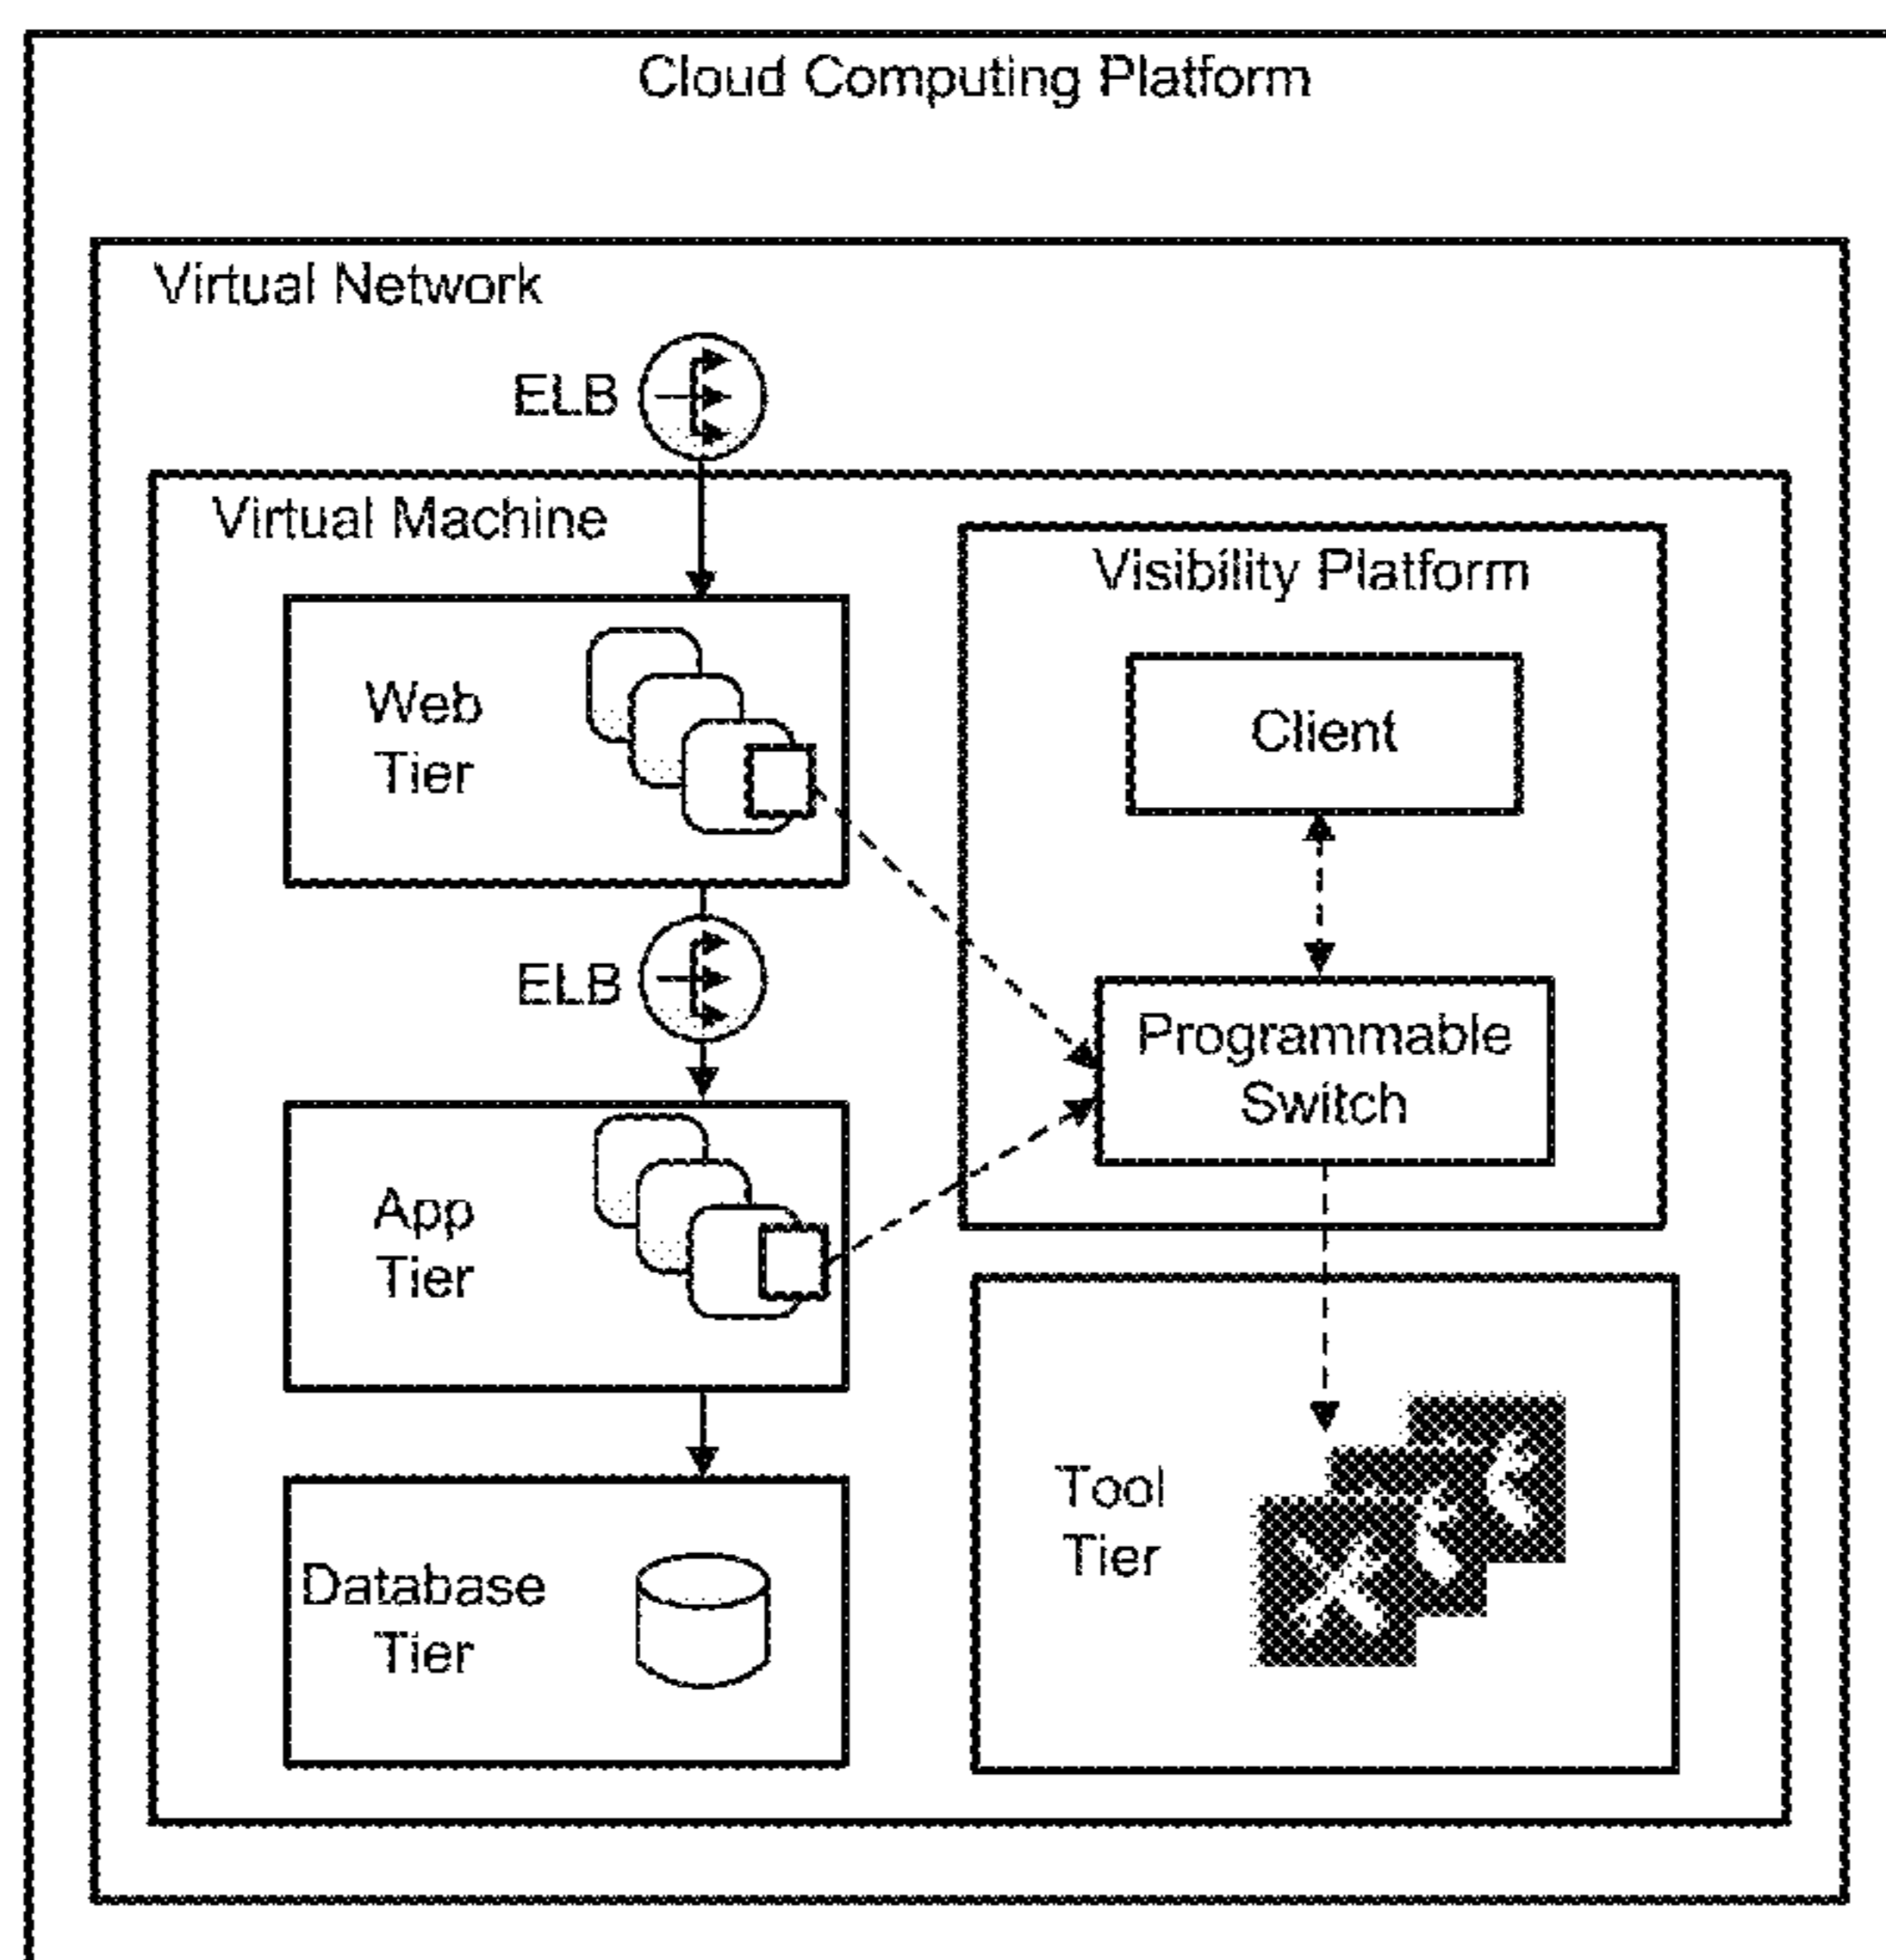 Cloud Computing Platform
Virtual Network
ELB
Virtual Machine
Visibility Platform
Web
Tier
Client
ELB
Programmable
Switch
App
Tier
Tool
Tier
Database
Tier